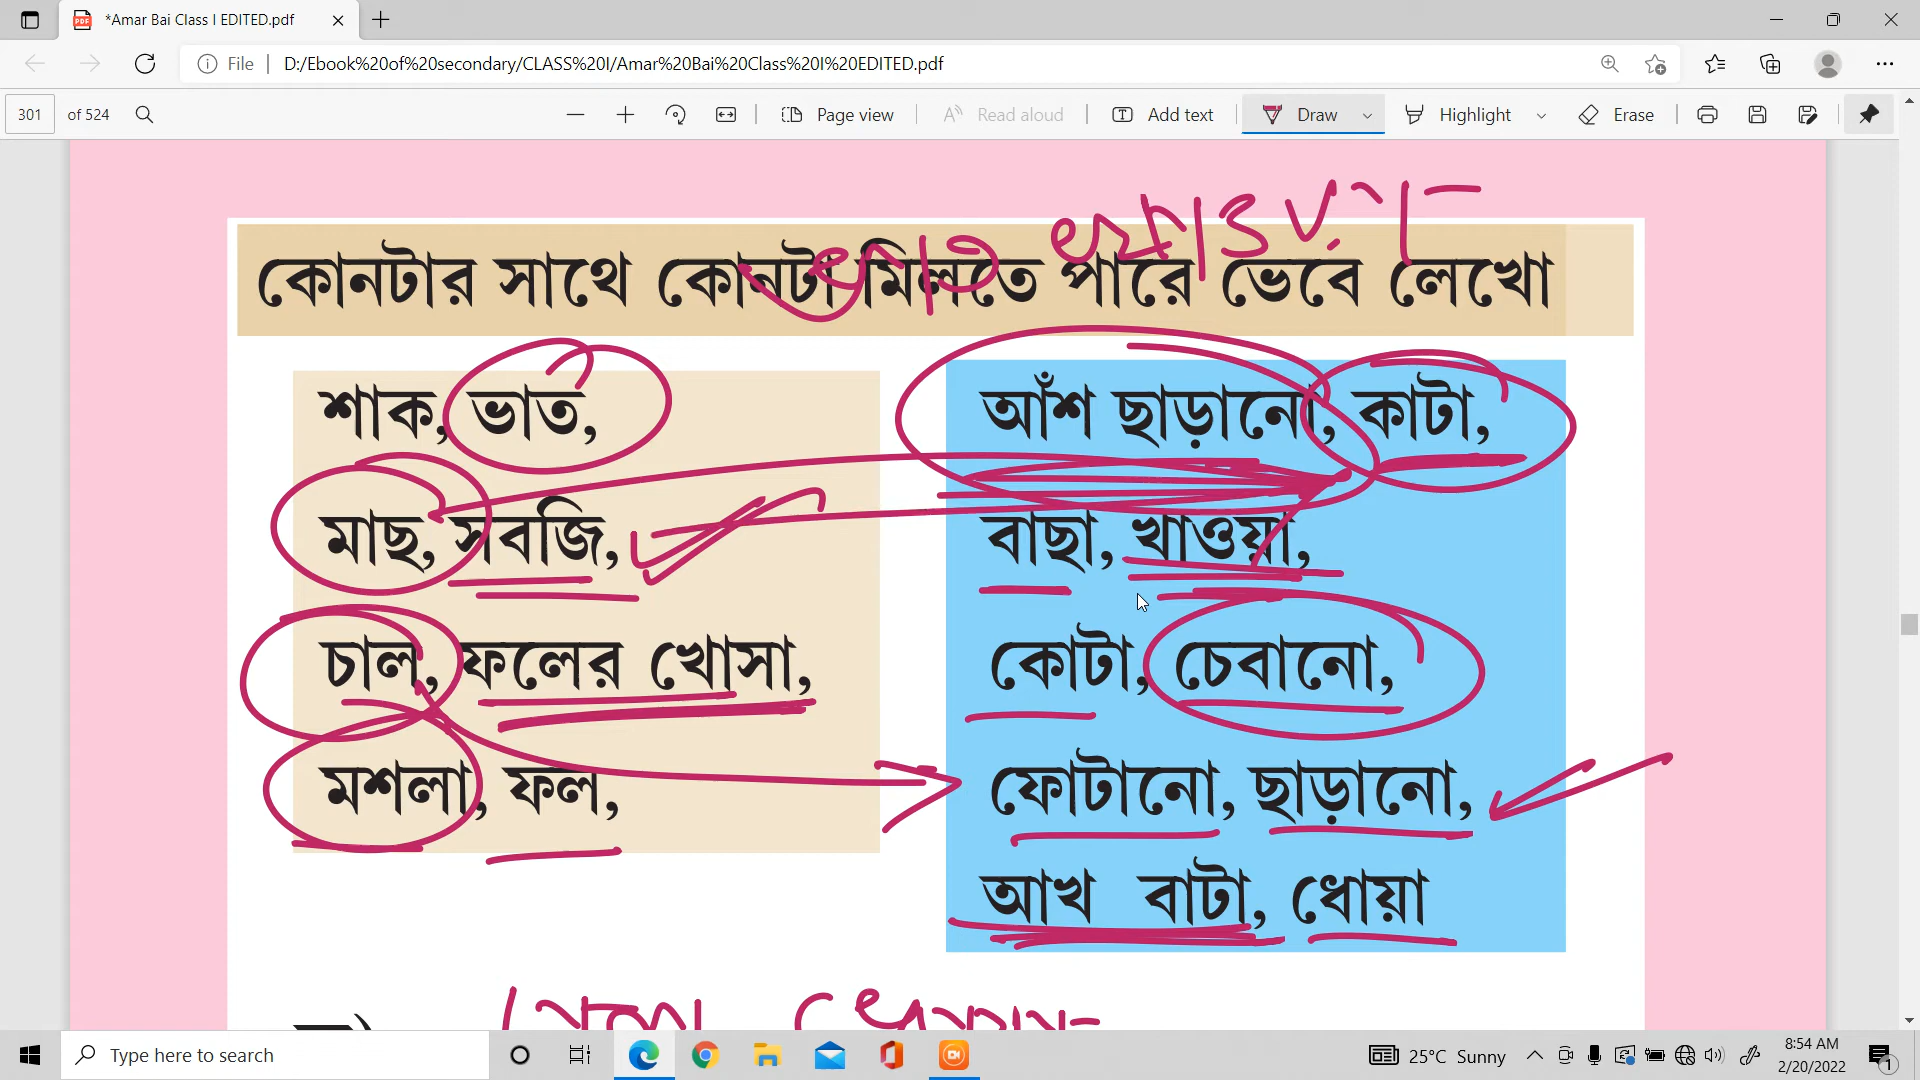 *Amar Bai Class I EDITED.pdf
File D:/Ebook%20of%20secondary/CLASS%20I/Amar%20Bai%20Class%20I%20EDITED.pdf
301 of 524 Page view Read aloud Add text Draw Highlight Erase
কোনটার সাথে কোনটা মিলতে পারে ভেবে লেখো
শাক, ভাত,
মাছ, সবজি,
চাল, ফলের খোসা,
মশলা, ফল,
আঁশ ছাড়ানো, কাটা,
বাছা, খাওয়া,
কোটা, চেবানো,
ফোটানো, ছাড়ানো,
আখ বাটা, ধোয়া
Type here to search
25°C Sunny
8:54 AM
2/20/2022
1